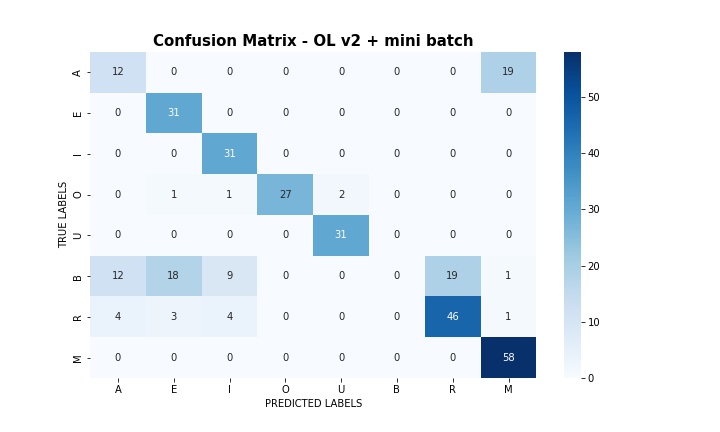 Confusion Matrix - OL v2 + mini batch
A 12 0 0 0 0 0 0 19
E 0 31 0 0 0 0 0 0
I 0 0 31 0 0 0 0 0
O 0 1 1 27 2 0 0 0
U 0 0 0 0 31 0 0 0
B 12 18 9 0 0 0 19 1
R 4 3 4 0 0 0 46 1
M 0 0 0 0 0 0 0 58
A E I O U B R M
TRUE LABELS
PREDICTED LABELS
50
40
30
20
10
0